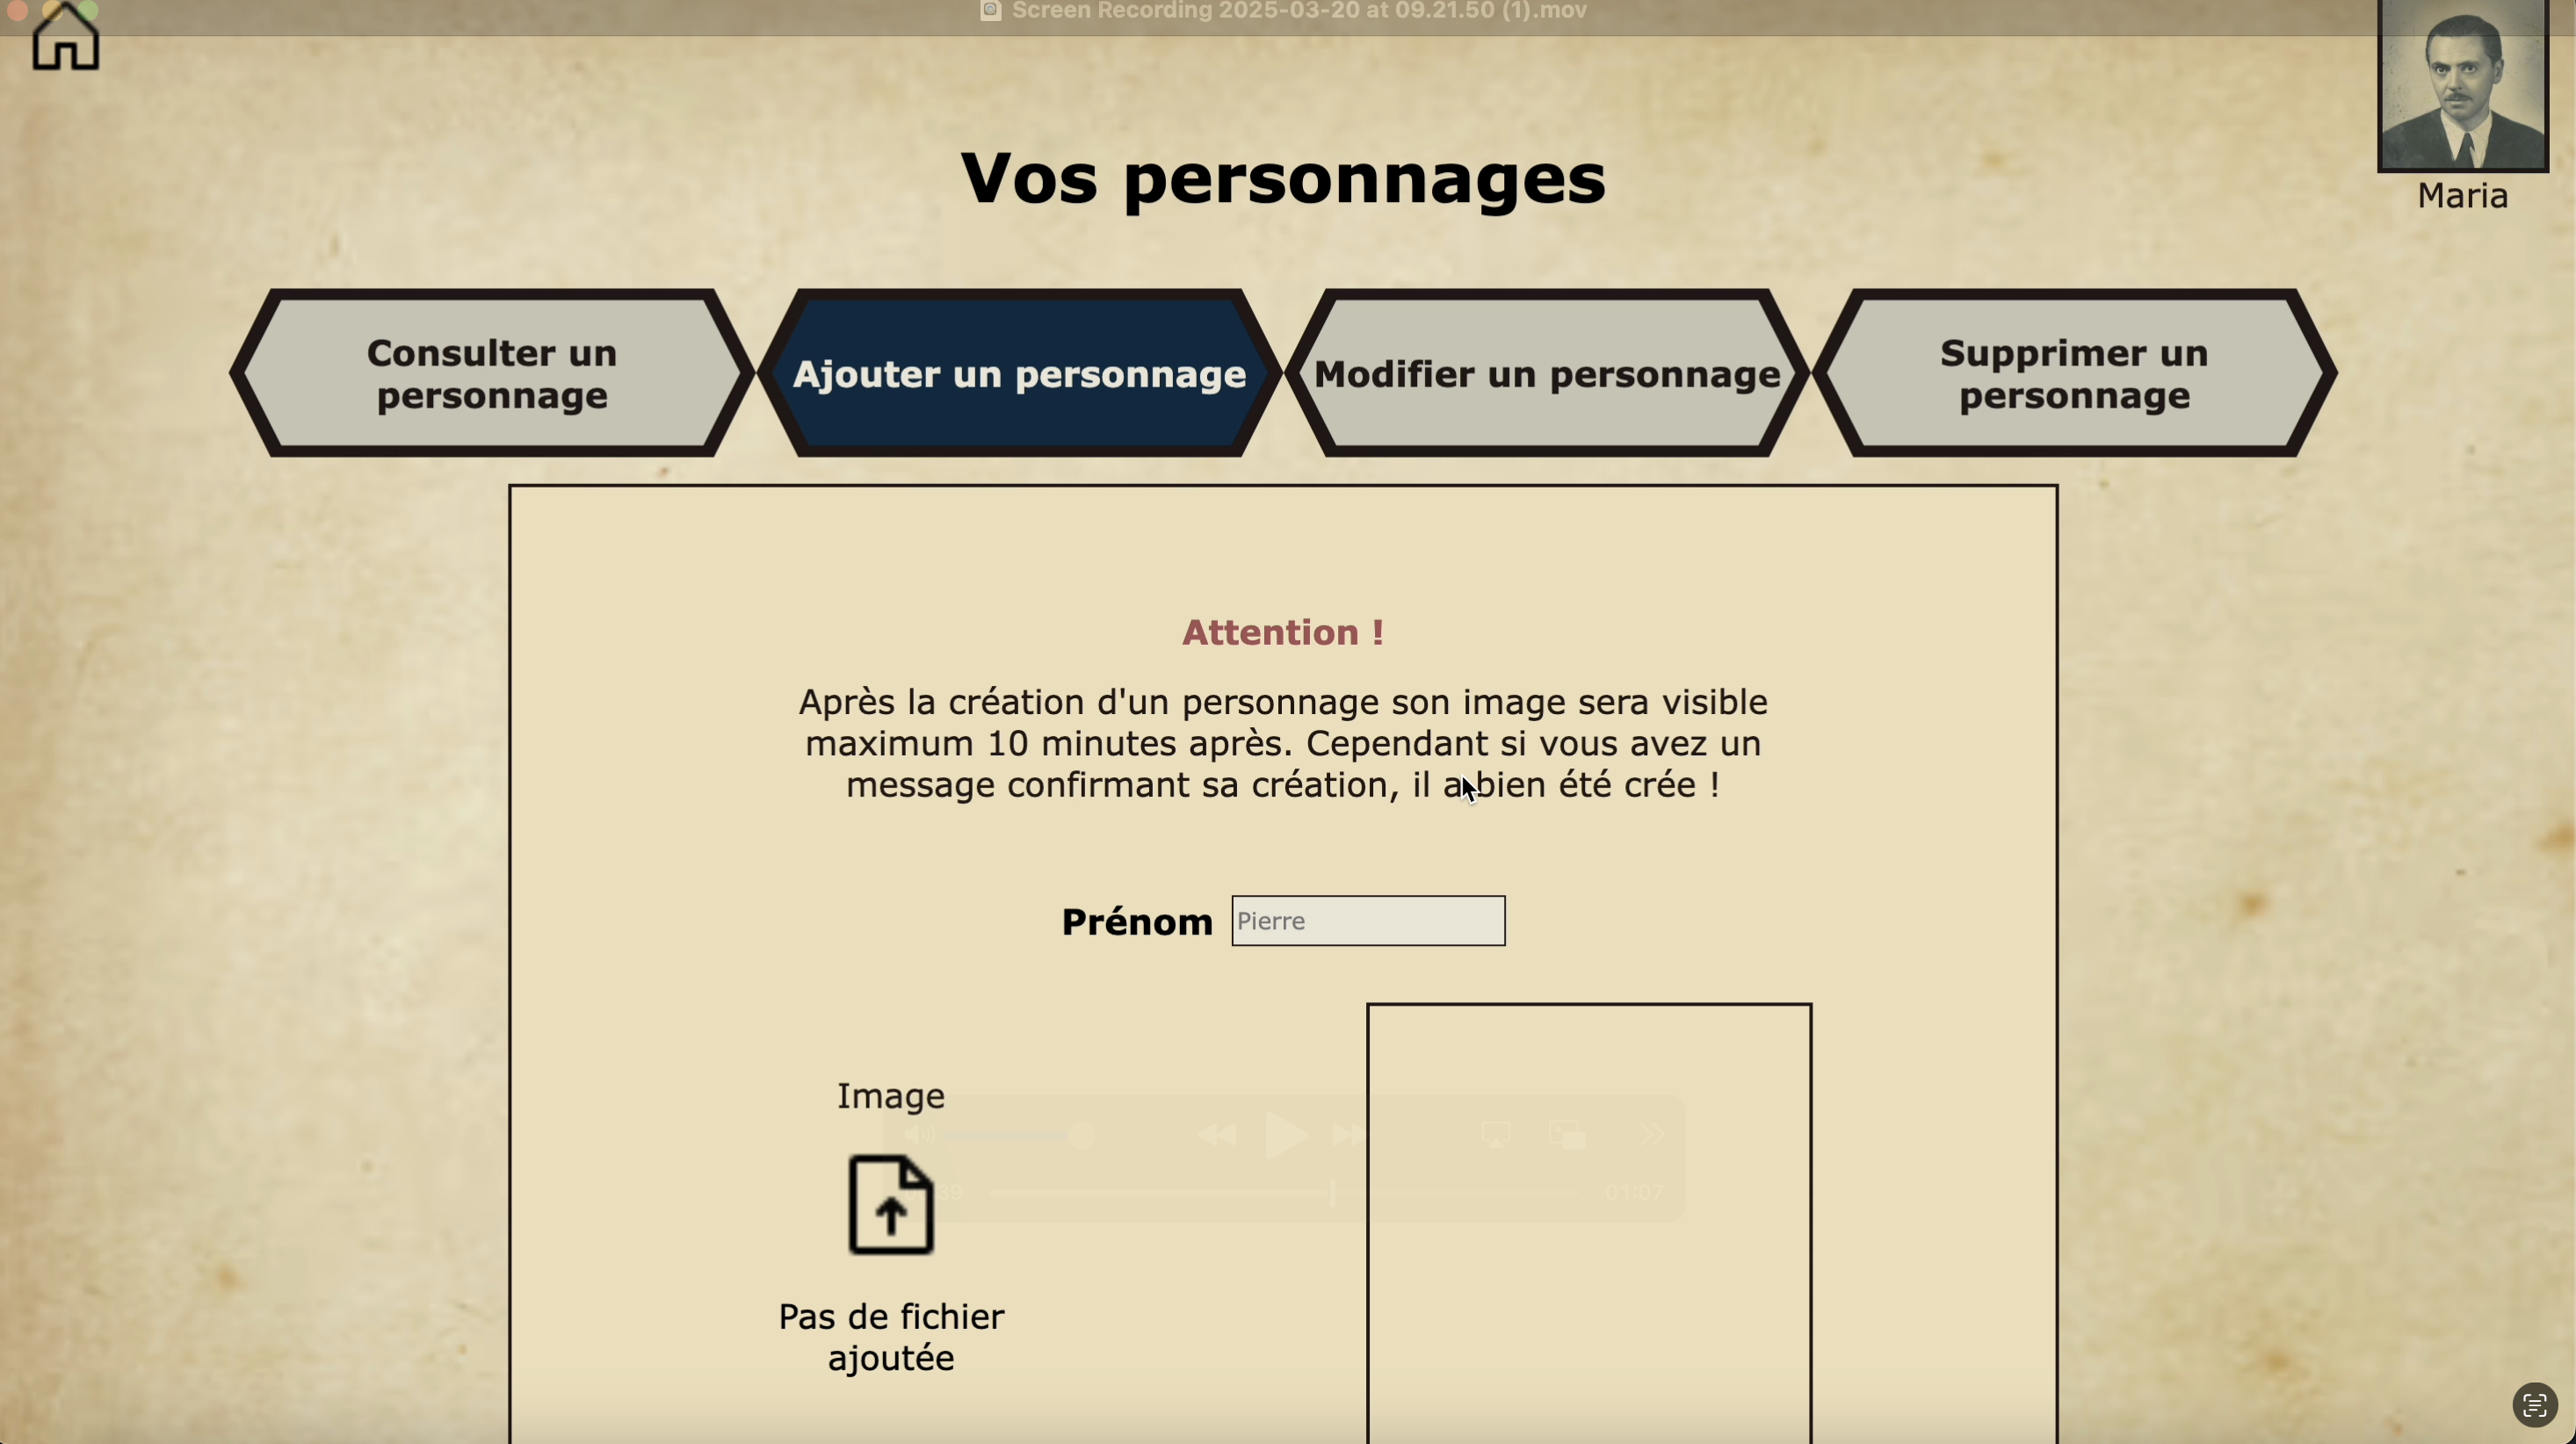 Screen Recording 2025-03-20 at 09.21.50 (1).mov
Maria
Vos personnages
Consulter un
personnage
Ajouter un personnage
Modifier un personnage
Supprimer un
personnage
Attention !
Après la création d'un personnage son image sera visible
maximum 10 minutes après. Cependant si vous avez un
message confirmant sa création, il a bien été crée !
Prénom
Pierre
Image
01:07
Pas de fichier
ajoutée